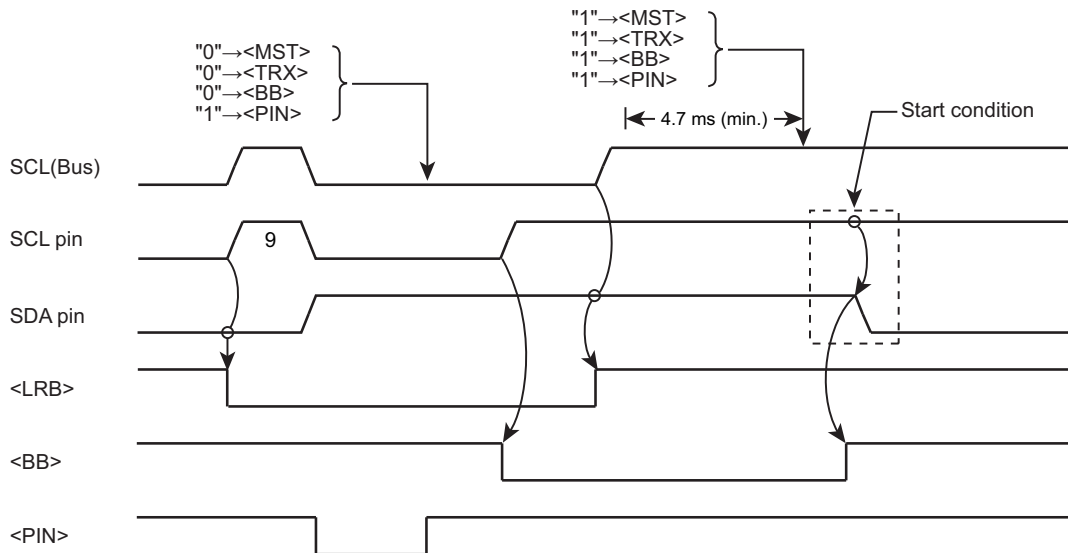 "0"→<MST>
"0"→<TRX>
"0"→<BB>
"1"→<PIN>
"1"→<MST>
"1"→<TRX>
"1"→<BB>
"1"→<PIN>
4.7 ms (min.)
Start condition
SCL(Bus)
SCL pin
9
SDA pin
<LRB>
<BB>
<PIN>